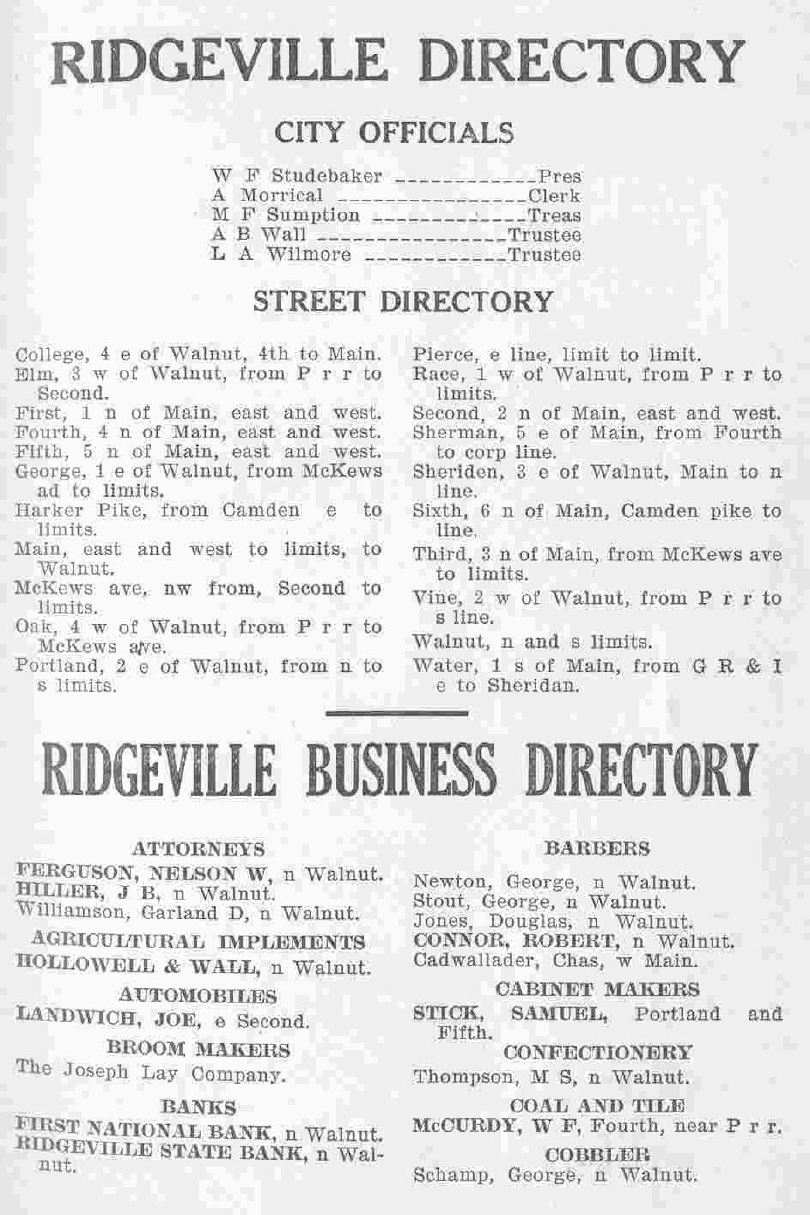 RIDGEVILLE DIRECTORY
CITY OFFICIALS
W F Studebaker ------------Pres
A Morrical ----------------Clerk
M F Sumption -------------Treas
A B Wall ----------------Trustee
L A Wilmore ------------Trustee
STREET DIRECTORY
College, 4 e of Walnut, 4th to Main.
Elm, 3 w of Walnut, from P r r to
Second.
First, 1 n of Main, east and west.
Fourth, 4 n of Main, east and west.
Fifth, 5 n of Main, east and west.
George, 1 e of Walnut, from McKews
ad to limits.
Harker Pike, from Camden e to
limits.
Main, east and west to limits, to
Walnut.
McKews ave, nw from, Second to
limits.
Oak, 4 w of Walnut, from P r r to
McKews ave.
Portland, 2 e of Walnut, from n to
s limits.
Pierce, e line, limit to limit.
Race, 1 w of Walnut, from P r r to
limits.
Second, 2 n of Main, east and west.
Sherman, 5 e of Main, from Fourth
to corp line.
Sheriden, 3 e of Walnut, Main to n
line.
Sixth, 6 n of Main, Camden pike to
line.
Third, 3 n of Main, from McKews ave
to limits.
Vine, 2 w of Walnut, from P r r to
s line.
Walnut, n and s limits.
Water, 1 s of Main, from G R & I
e to Sheridan.
RIDGEVILLE BUSINESS DIRECTORY
ATTORNEYS
FERGUSON, NELSON W, n Walnut.
HILLER, J B, n Walnut.
Williamson, Garland D, n Walnut.
AGRICULTURAL IMPLEMENTS
HOLLOWELL & WALL, n Walnut.
AUTOMOBILES
LANDWICH, JOE, e Second.
BROOM MAKERS
The Joseph Lay Company.
BANKS
FIRST NATIONAL BANK, n Walnut.
RIDGEVILLE STATE BANK, n Wal-
nut.
BARBERS
Newton, George, n Walnut.
Stout, George, n Walnut.
Jones, Douglas, n Walnut.
CONNOR, ROBERT, n Walnut.
Cadwallader, Chas, w Main.
CABINET MAKERS
STICK, SAMUEL, Portland and
Fifth.
CONFECTIONERY
Thompson, M S, n Walnut.
COAL AND TILE
McCURDY, W F, Fourth, near P r r.
COBBLER
Schamp, George, n Walnut.